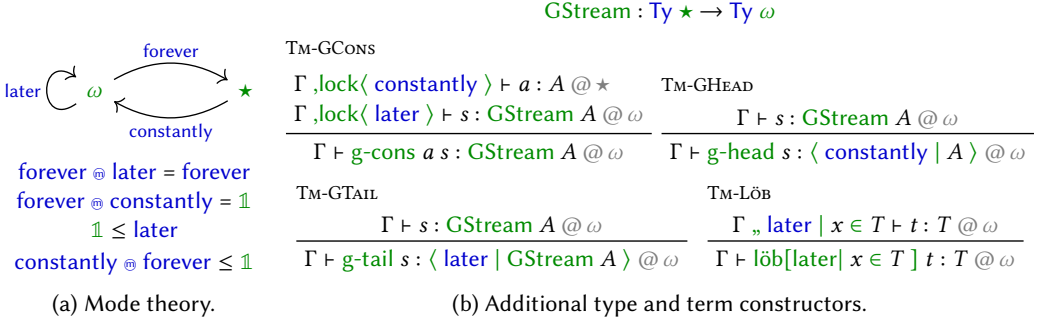 GStream : Ty ★ → Ty ω
forever
later ω ★
constantly
forever ⓜ later = forever
forever ⓜ constantly = 𝟙
𝟙 ≤ later
constantly ⓜ forever ≤ 𝟙
(a) Mode theory.
Tm-GCons
Γ ,lock⟨ constantly ⟩ ⊢ a : A @ ★
Γ ,lock⟨ later ⟩ ⊢ s : GStream A @ ω
Γ ⊢ g-cons a s : GStream A @ ω
Tm-GHead
Γ ⊢ s : GStream A @ ω
Γ ⊢ g-head s : ⟨ constantly | A ⟩ @ ω
Tm-GTail
Γ ⊢ s : GStream A @ ω
Γ ⊢ g-tail s : ⟨ later | GStream A ⟩ @ ω
Tm-Löb
Γ ,, later | x ∈ T ⊢ t : T @ ω
Γ ⊢ löb[later| x ∈ T ] t : T @ ω
(b) Additional type and term constructors.